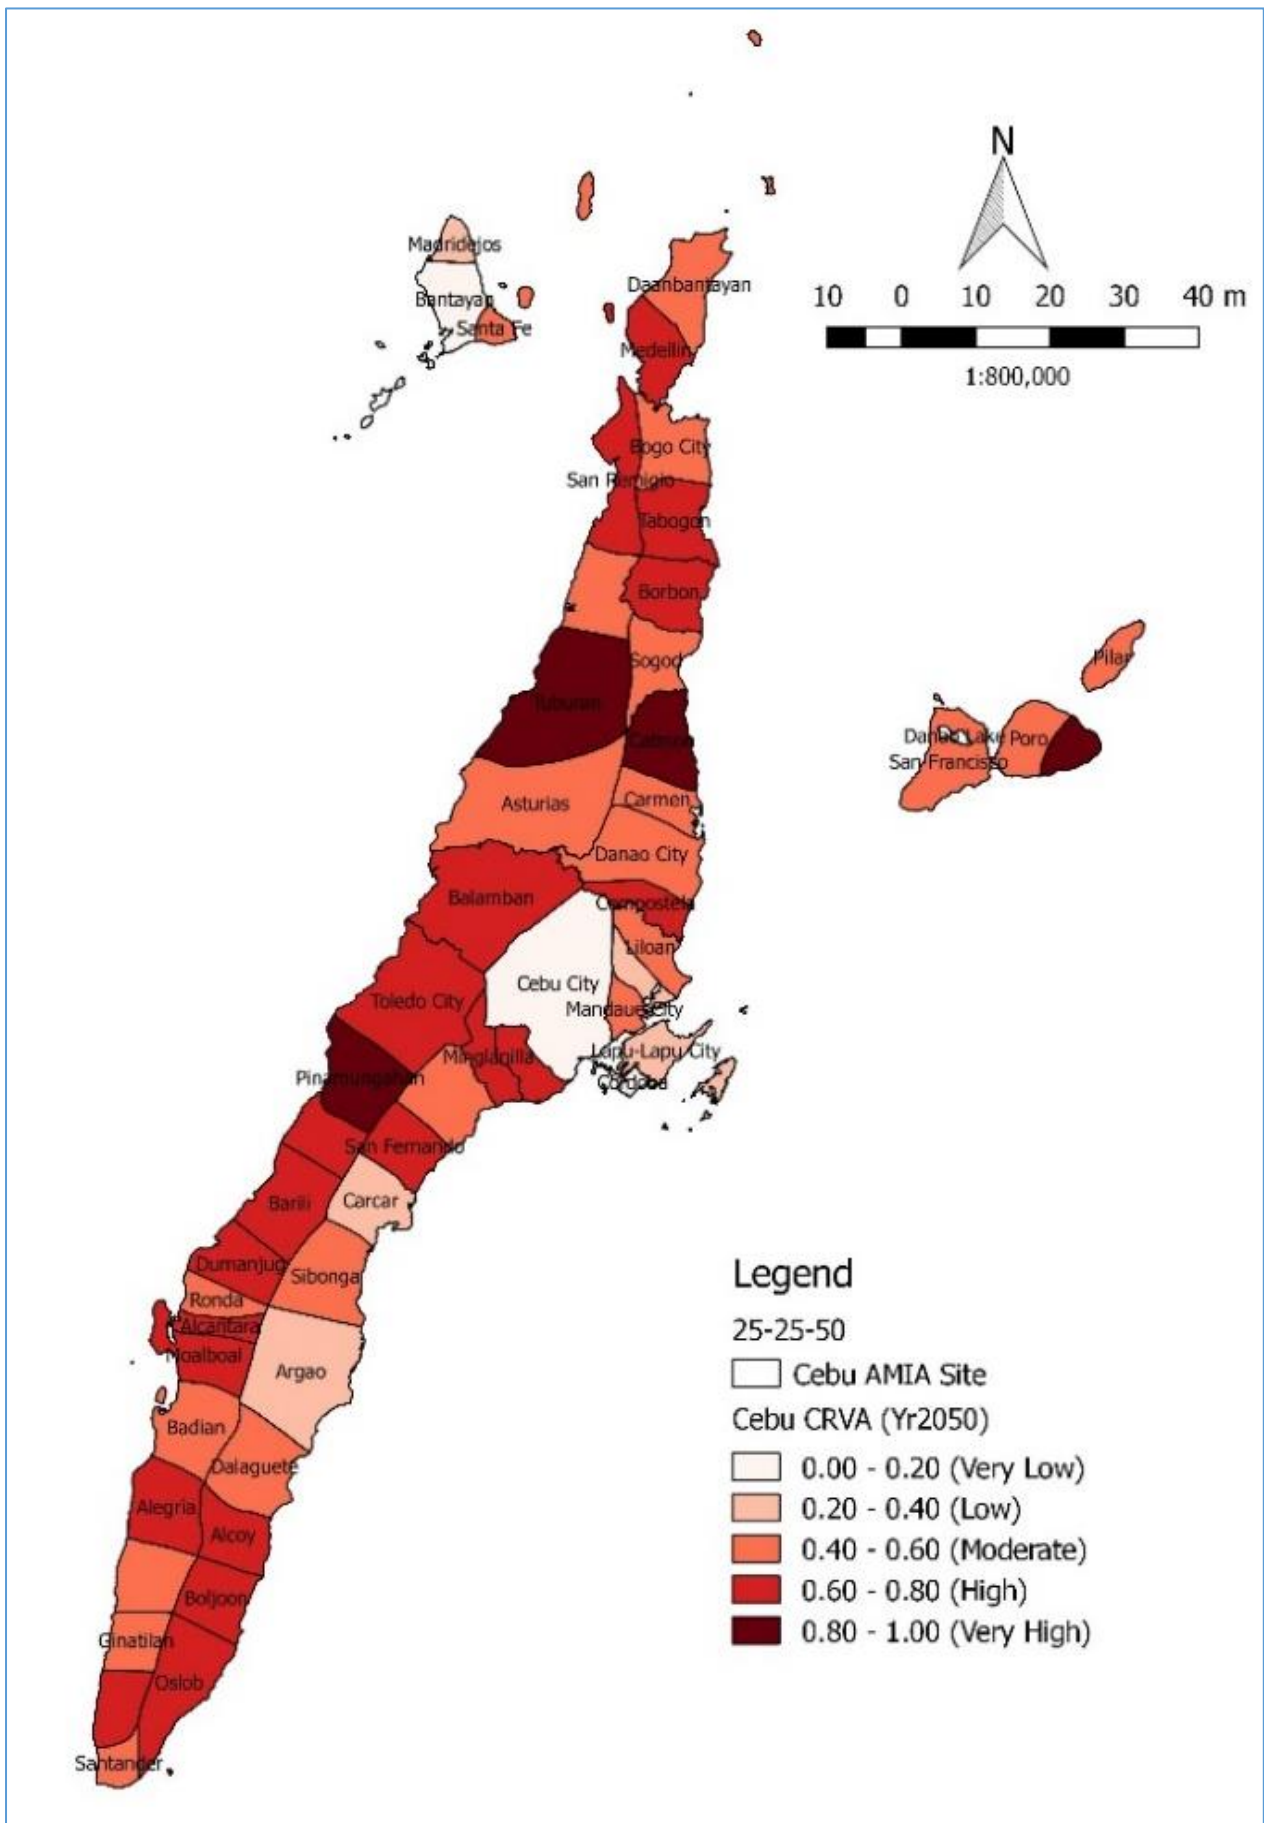 N
Madridejos
Daanbantayan
Bantayan
10 0 10 20 30 40 m
Santa Fe
Medellin
1:800,000
Bogo City
San Remigio
Tabogon
Borbon
Sogod
Pilar
Tuburan
Catmon
Danao Lake
Poro
San Francisco
Asturias
Carmen
Danao City
Balamban
Compostela
Liloan
Cebu City
Toledo City
Mandaue City
Lapu-Lapu City
Minglanilla
Pinamungahan
Cordoba
San Fernando
Barili
Carcar
Dumanjug
Sibonga
Ronda
Alcantara
Moalboal
Argao
Badian
Dalaguete
Alegria
Alcoy
Boljoon
Ginatilan
Oslob
Santander
Legend
25-25-50
Cebu AMIA Site
Cebu CRVA (Yr2050)
0.00 - 0.20 (Very Low)
0.20 - 0.40 (Low)
0.40 - 0.60 (Moderate)
0.60 - 0.80 (High)
0.80 - 1.00 (Very High)